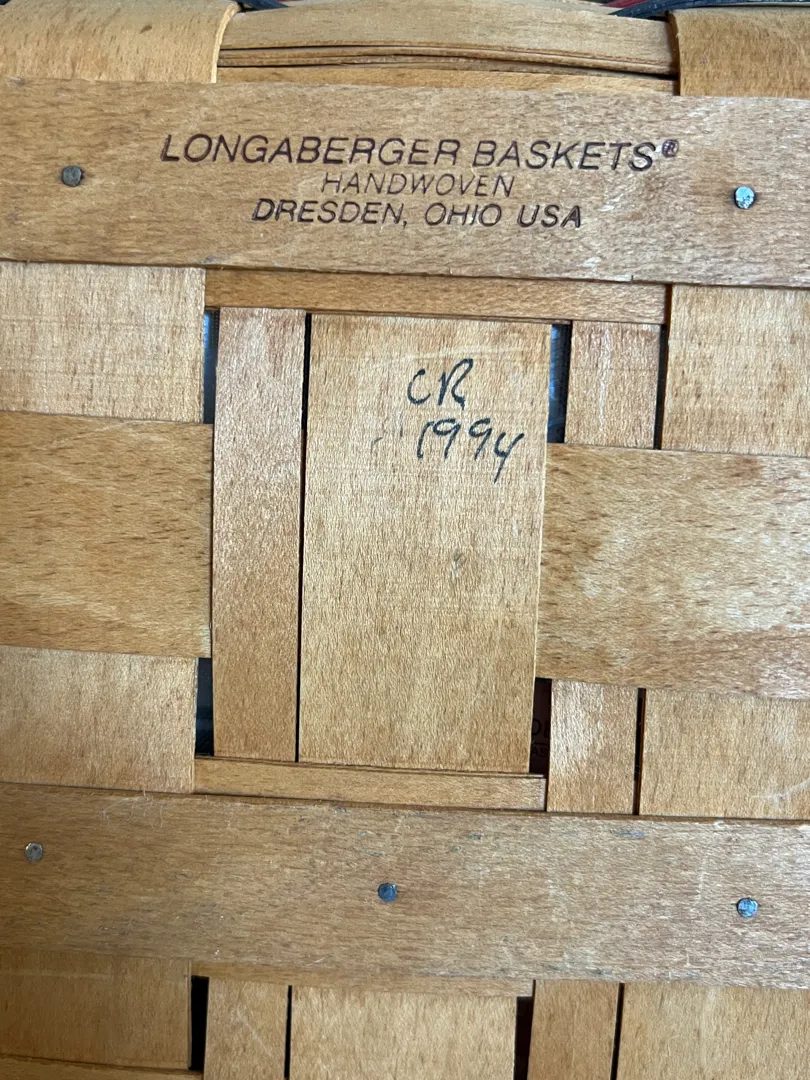 LONGABERGER BASKETS®
HANDWOVEN
DRESDEN, OHIO USA
CR
1994